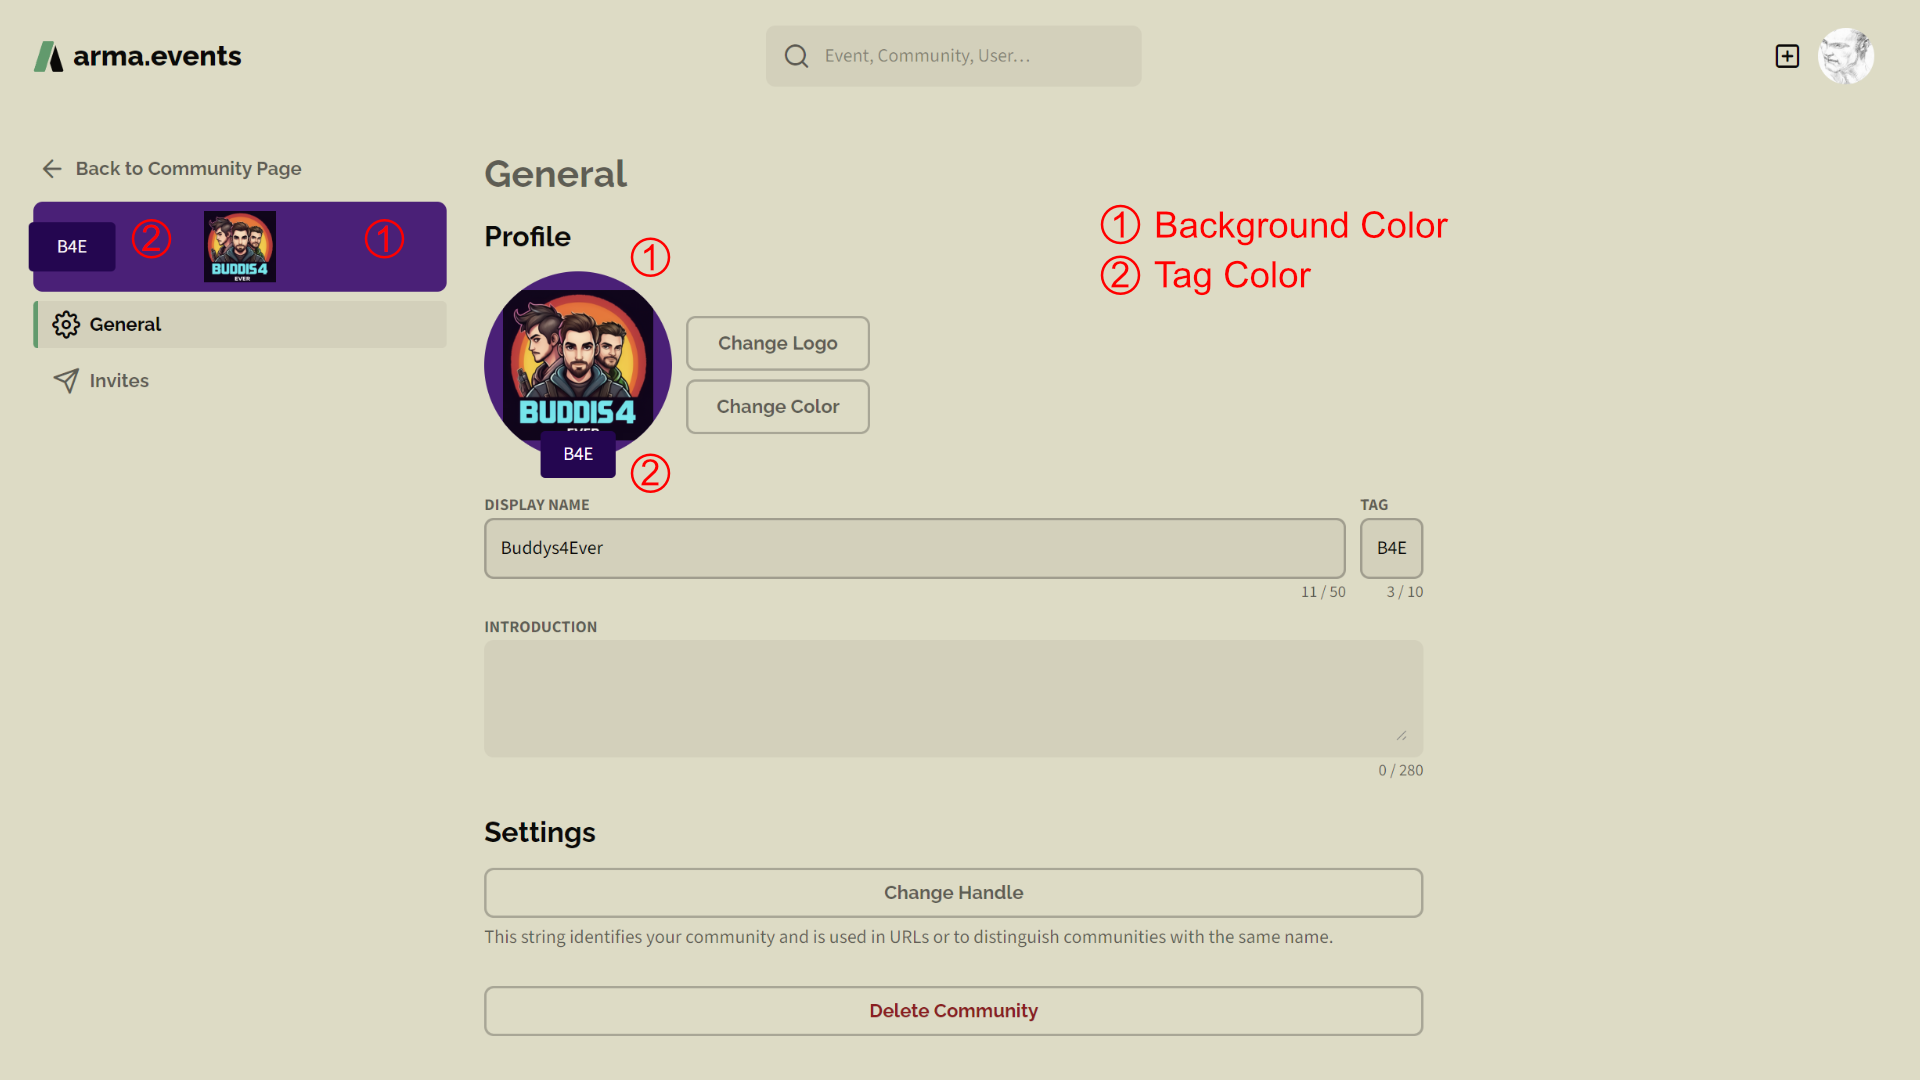 arma.events
Event, Community, User...
Back to Community Page
B4E
②
BUDDIS4
EVER
①
General
Invites
General
Profile
①
① Background Color
② Tag Color
BUDDIS4
EVER
B4E
②
Change Logo
Change Color
DISPLAY NAME
TAG
Buddys4Ever
B4E
11 / 50
3 / 10
INTRODUCTION
0 / 280
Settings
Change Handle
This string identifies your community and is used in URLs or to distinguish communities with the same name.
Delete Community